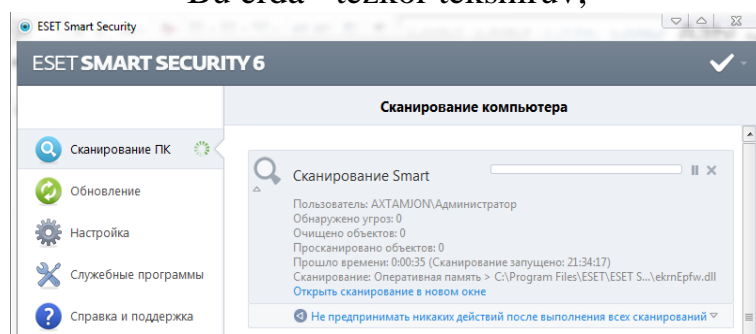 ESET Smart Security
ESET SMART SECURITY 6
Сканирование компьютера
Сканирование ПК
Обновление
Настройка
Служебные программы
Справка и поддержка
Сканирование Smart
Пользователь: AXTAMJON\Администратор
Обнаружено угроз: 0
Очищено объектов: 0
Просканировано объектов: 0
Прошло времени: 0:00:35 (Сканирование запущено: 21:34:17)
Сканирование: Оперативная память > C:\Program Files\ESET\ESET S...\ekrnEpfw.dll
Открыть сканирование в новом окне
Не предпринимать никаких действий после выполнения всех сканирований